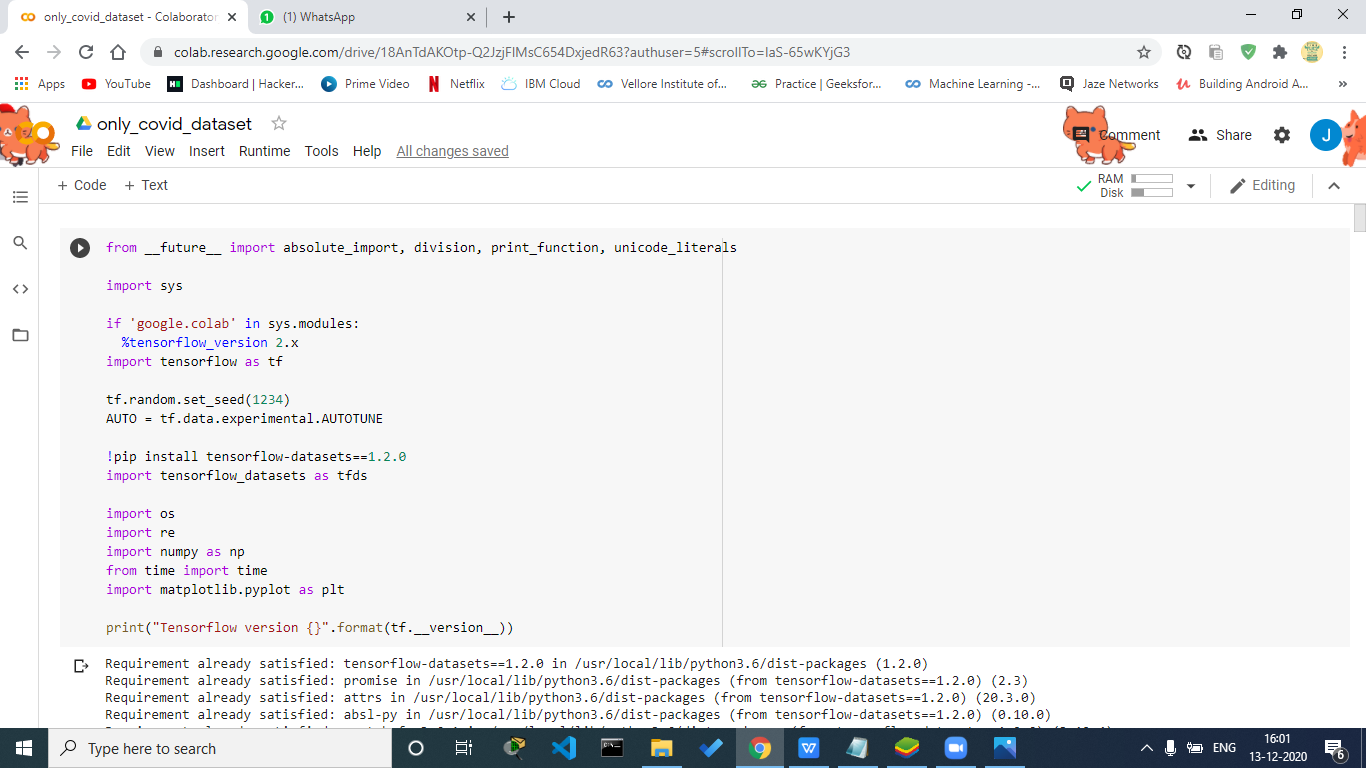 only_covid_dataset - Colaborator
(1) WhatsApp
colab.research.google.com/drive/18AnTdAKOtp-Q2JzjFIMsC654DxjedR63?authuser=5#scrollTo=IaS-65wKYjG3
Apps YouTube Dashboard | Hacker... Prime Video Netflix IBM Cloud Vellore Institute of... Practice | Geeksfor... Machine Learning -... Jaze Networks Building Android A... »
only_covid_dataset
Comment Share J
File Edit View Insert Runtime Tools Help All changes saved
+ Code + Text
RAM
Disk
Editing
from __future__ import absolute_import, division, print_function, unicode_literals
import sys
if 'google.colab' in sys.modules:
%tensorflow_version 2.x
import tensorflow as tf
tf.random.set_seed(1234)
AUTO = tf.data.experimental.AUTOTUNE
!pip install tensorflow-datasets==1.2.0
import tensorflow_datasets as tfds
import os
import re
import numpy as np
from time import time
import matplotlib.pyplot as plt
print("Tensorflow version {}".format(tf.__version__))
Requirement already satisfied: tensorflow-datasets==1.2.0 in /usr/local/lib/python3.6/dist-packages (1.2.0)
Requirement already satisfied: promise in /usr/local/lib/python3.6/dist-packages (from tensorflow-datasets==1.2.0) (2.3)
Requirement already satisfied: attrs in /usr/local/lib/python3.6/dist-packages (from tensorflow-datasets==1.2.0) (20.3.0)
Requirement already satisfied: absl-py in /usr/local/lib/python3.6/dist-packages (from tensorflow-datasets==1.2.0) (0.10.0)
Type here to search
ENG
16:01
13-12-2020
6